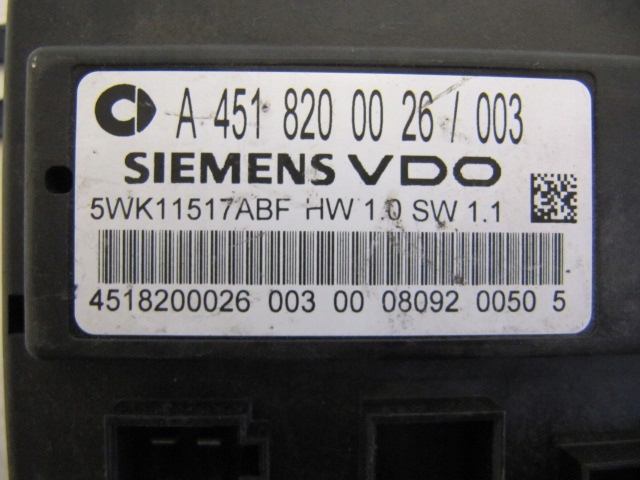 A 451 820 00 26 / 003
SIEMENS VDO
5WK11517ABF HW 1.0 SW 1.1
4518200026 003 00 08092 0050 5